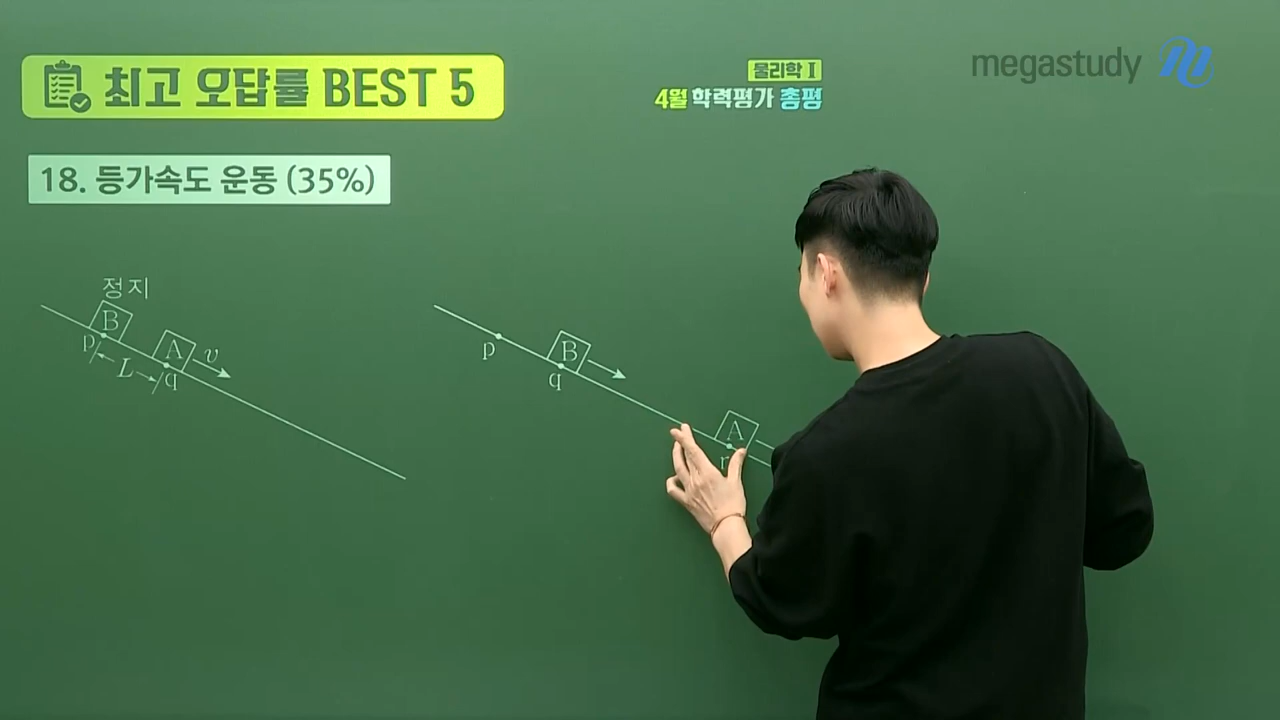 최고 오답률 BEST 5
물리학 I
4월 학력평가 총평
megastudy
18. 등가속도 운동 (35%)
정지
B
A
v
p
L
q
p
B
q
A
r